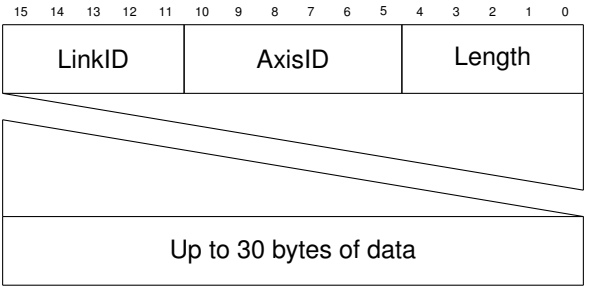 15 14 13 12 11 10 9 8 7 6 5 4 3 2 1 0
LinkID AxisID Length
Up to 30 bytes of data